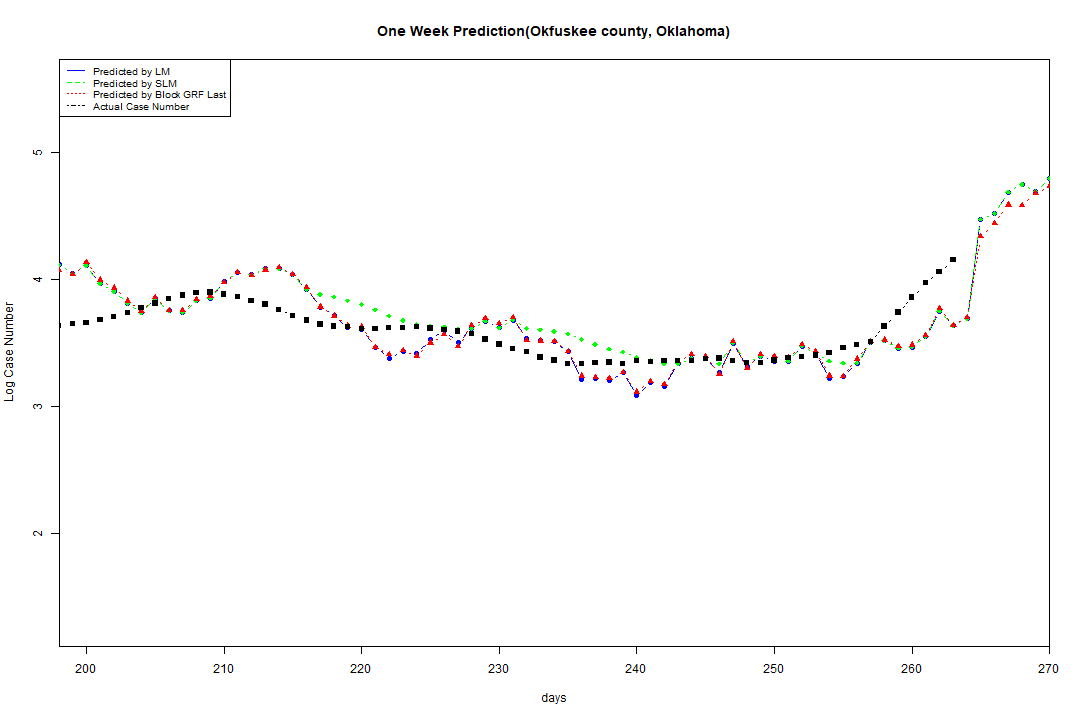 One Week Prediction(Okfuskee county, Oklahoma)
Predicted by LM
Predicted by SLM
Predicted by Block GRF Last
Actual Case Number
Log Case Number
5
4
3
2
200 210 220 230 240 250 260 270
days